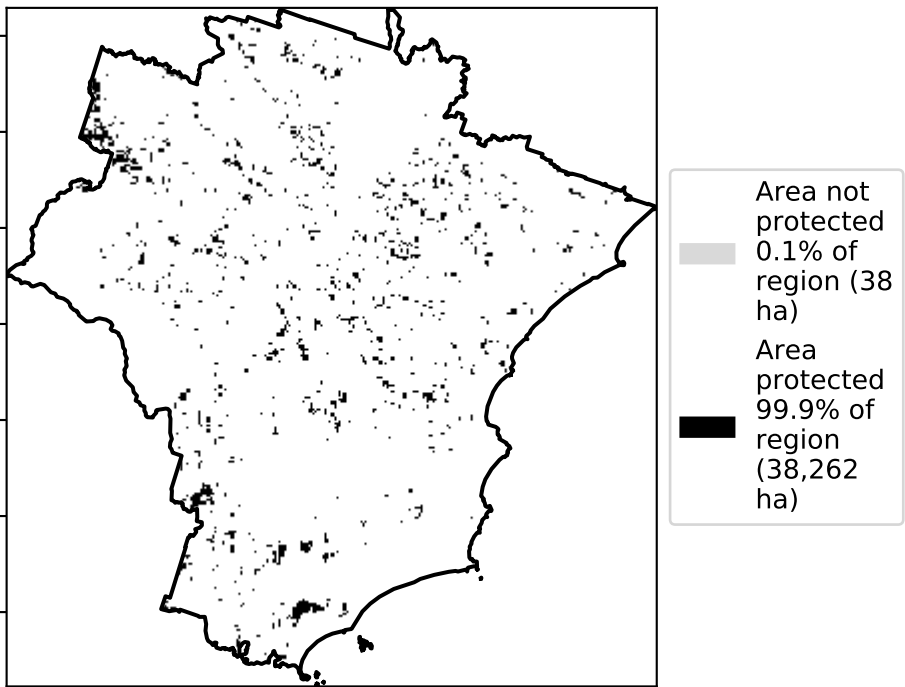 Area not
protected
0.1% of
region (38
ha)
Area
protected
99.9% of
region
(38,262
ha)